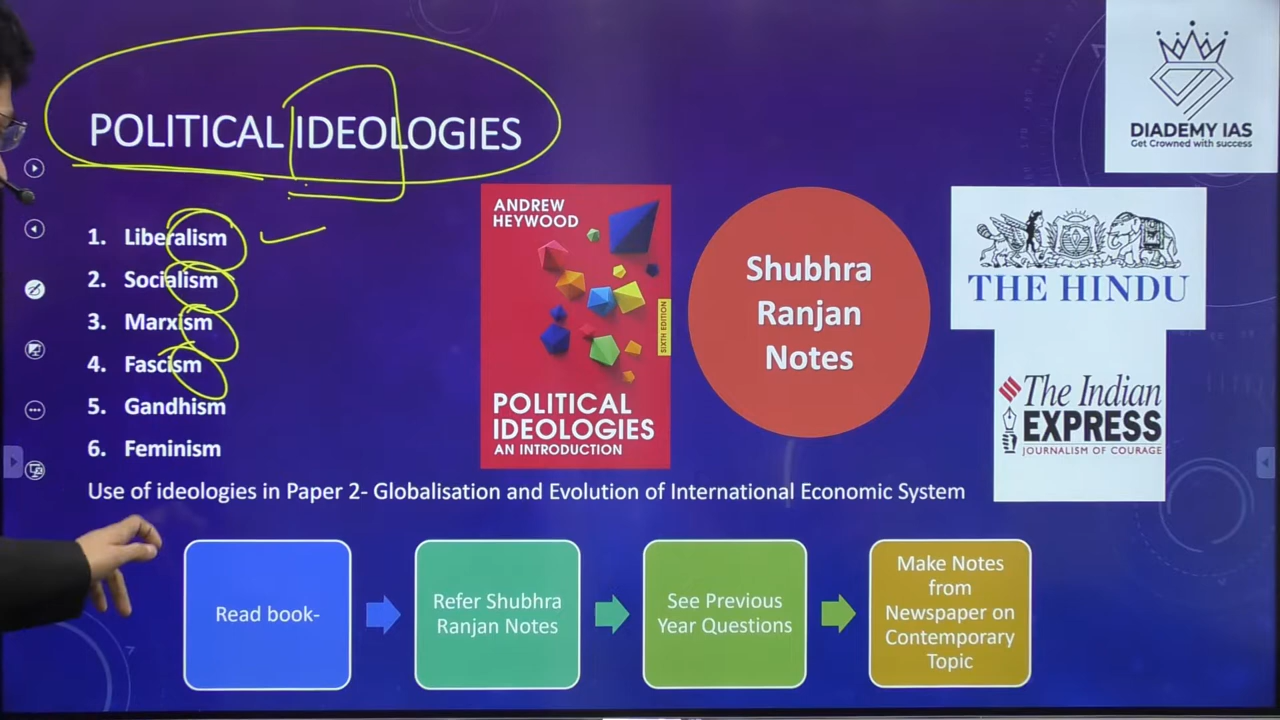 POLITICAL IDEOLOGIES
DIADEMY IAS
Get Crowned with success
1. Liberalism
2. Socialism
3. Marxism
4. Fascism
5. Gandhism
6. Feminism
ANDREW
HEYWOOD
SIXTH EDITION
POLITICAL
IDEOLOGIES
AN INTRODUCTION
Shubhra
Ranjan
Notes
THE HINDU
The Indian
EXPRESS
JOURNALISM OF COURAGE
Use of ideologies in Paper 2- Globalisation and Evolution of International Economic System
Read book-
Refer Shubhra
Ranjan Notes
See Previous
Year Questions
Make Notes
from
Newspaper on
Contemporary
Topic